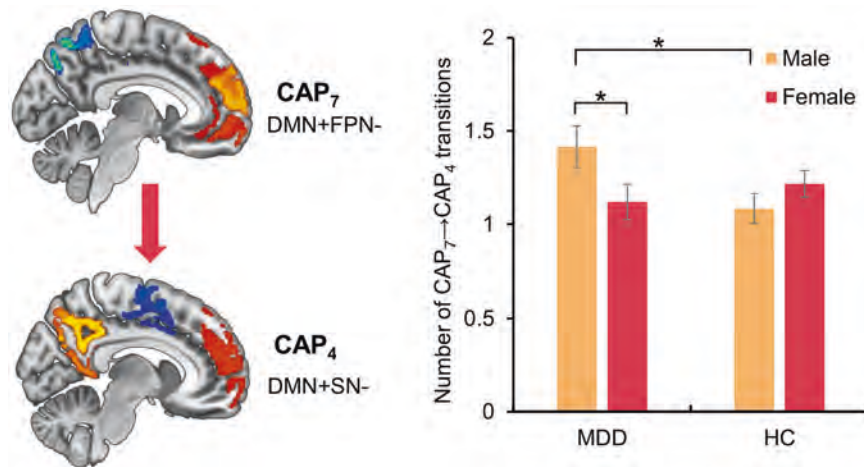 CAP₇
DMN+FPN-
CAP₄
DMN+SN-
Number of CAP₇→CAP₄ transitions
2
1.5
1
0.5
0
*
*
Male
Female
MDD
HC